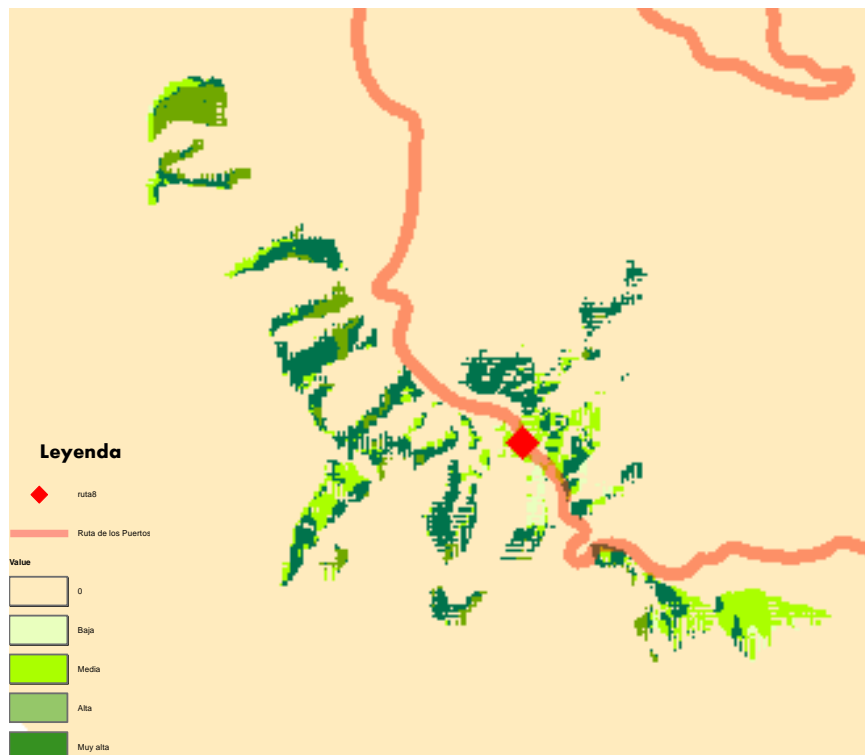 Leyenda
ruta8
Ruta de los Puertos
Value
0
Baja
Media
Alta
Muy alta